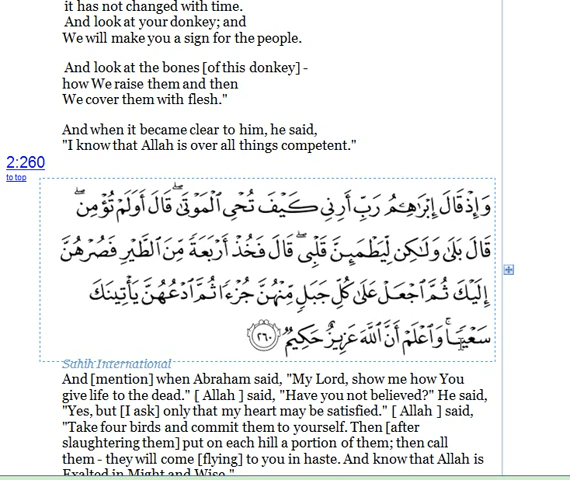 it has not changed with time.
And look at your donkey; and
We will make you a sign for the people.
And look at the bones [of this donkey] -
how We raise them and then
We cover them with flesh."
And when it became clear to him, he said,
"I know that Allah is over all things competent."
2:260
to top
وَإِذْ قَالَ إِبْرَٰهِـۧمُ رَبِّ أَرِنِى كَيْفَ تُحْىِ ٱلْمَوْتَىٰ ۖ قَالَ أَوَلَمْ تُؤْمِن ۖ
قَالَ بَلَىٰ وَلَـٰكِن لِّيَطْمَئِنَّ قَلْبِى ۖ قَالَ فَخُذْ أَرْبَعَةً مِّنَ ٱلطَّيْرِ فَصُرْهُنَّ
إِلَيْكَ ثُمَّ ٱجْعَلْ عَلَىٰ كُلِّ جَبَلٍ مِّنْهُنَّ جُزْءًا ثُمَّ ٱدْعُهُنَّ يَأْتِينَكَ
سَعْيًا ۚ وَٱعْلَمْ أَنَّ ٱللَّهَ عَزِيزٌ حَكِيمٌ ٢٦٠
Sahih International
And [mention] when Abraham said, "My Lord, show me how You
give life to the dead." [ Allah ] said, "Have you not believed?" He said,
"Yes, but [I ask] only that my heart may be satisfied." [ Allah ] said,
"Take four birds and commit them to yourself. Then [after
slaughtering them] put on each hill a portion of them; then call
them - they will come [flying] to you in haste. And know that Allah is
Exalted in Might and Wise."